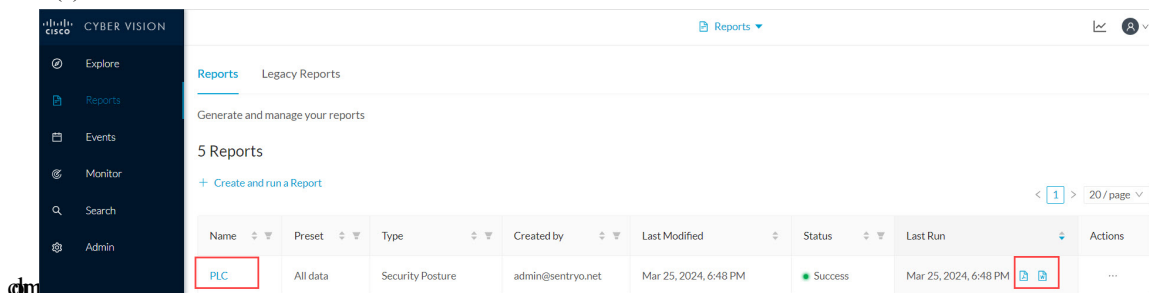 CISCO CYBER VISION
Reports
Explore
Reports
Events
Monitor
Search
Admin
Reports Legacy Reports
Generate and manage your reports
5 Reports
+ Create and run a Report
< 1 > 20 / page
Name Preset Type Created by Last Modified Status Last Run Actions
PLC All data Security Posture admin@sentryo.net Mar 25, 2024, 6:48 PM Success Mar 25, 2024, 6:48 PM ...